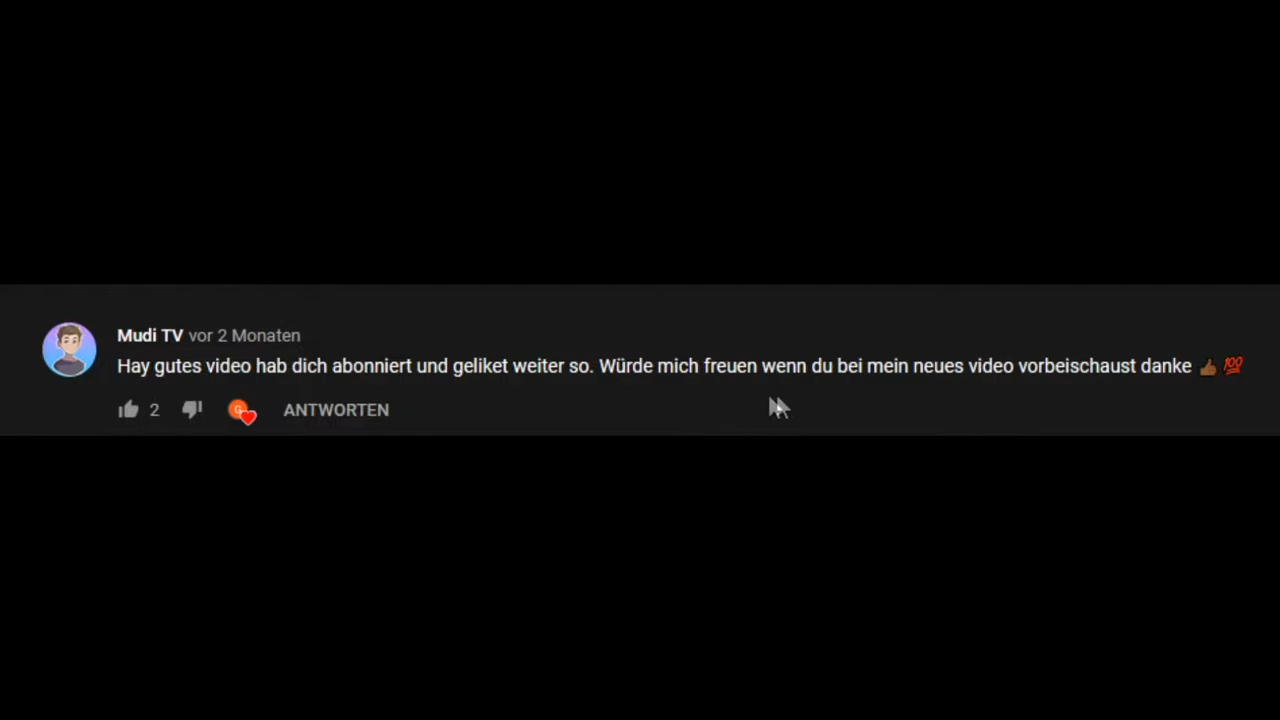 Mudi TV vor 2 Monaten
Hay gutes video hab dich abonniert und geliket weiter so. Würde mich freuen wenn du bei mein neues video vorbeischaust danke 👍🏾💯
2 G ANTWORTEN